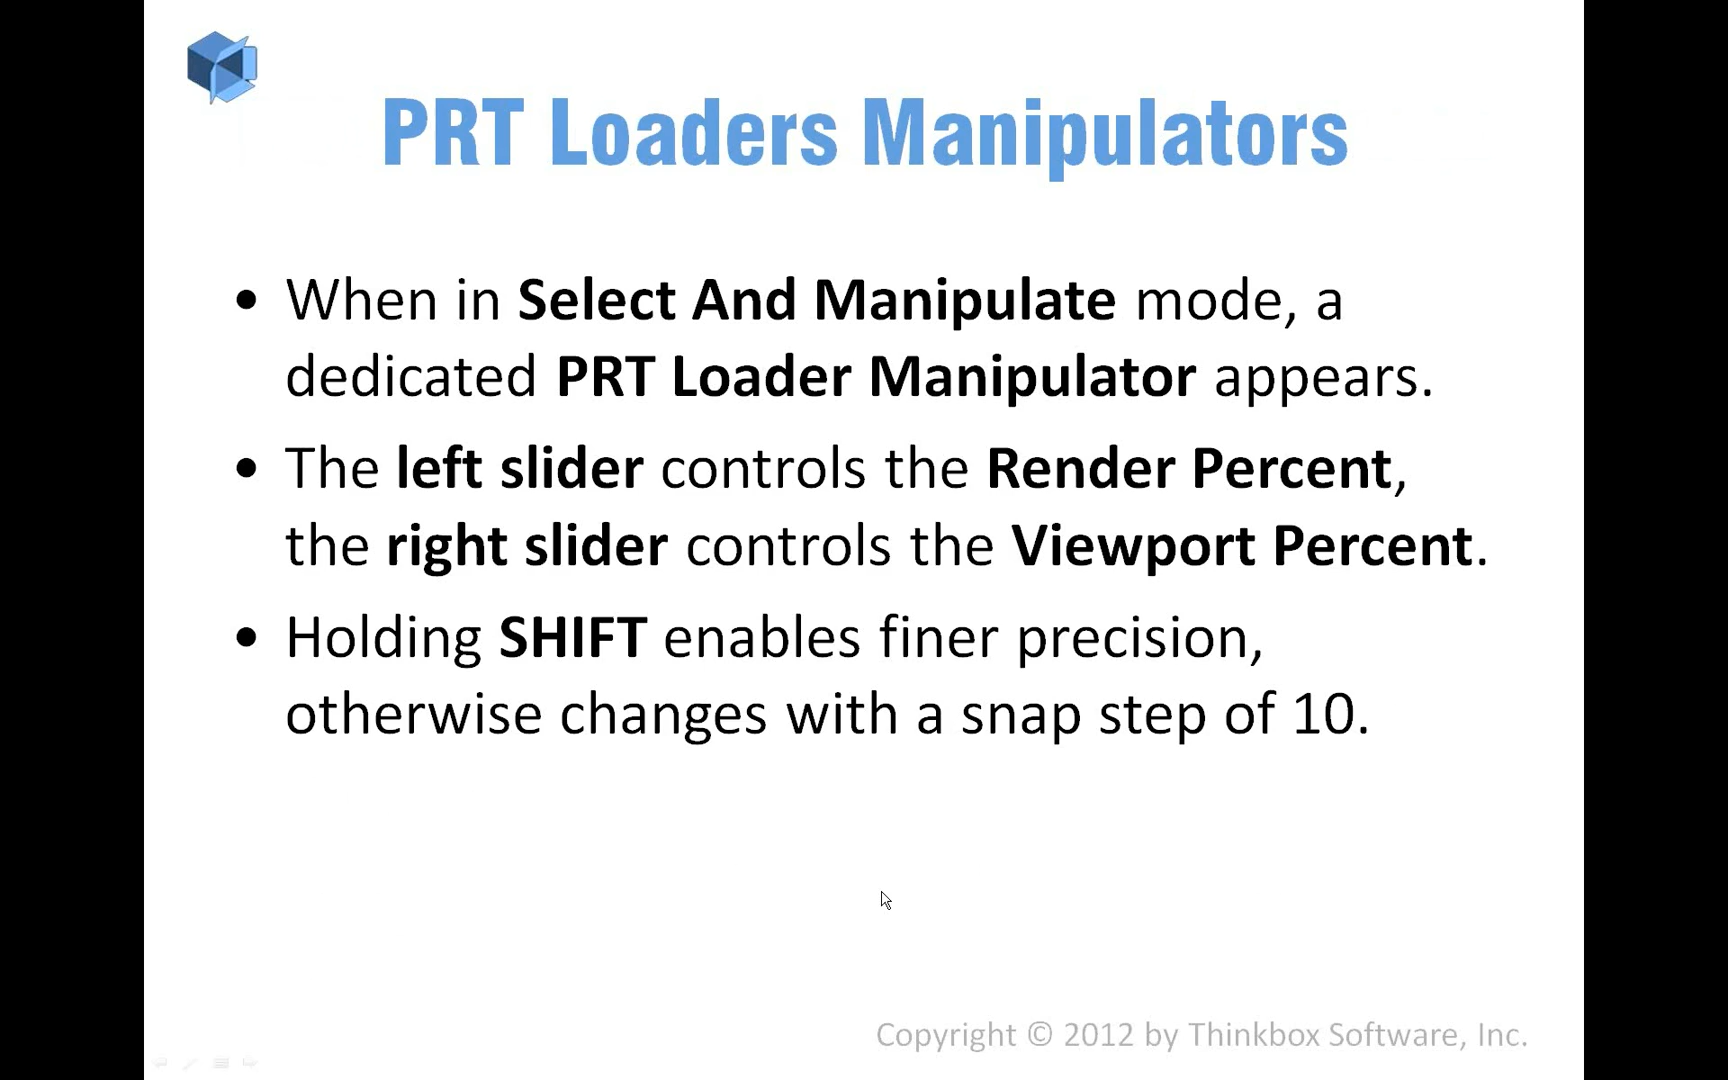 PRT Loaders Manipulators
• When in Select And Manipulate mode, a
dedicated PRT Loader Manipulator appears.
• The left slider controls the Render Percent,
the right slider controls the Viewport Percent.
• Holding SHIFT enables finer precision,
otherwise changes with a snap step of 10.
Copyright © 2012 by Thinkbox Software, Inc.